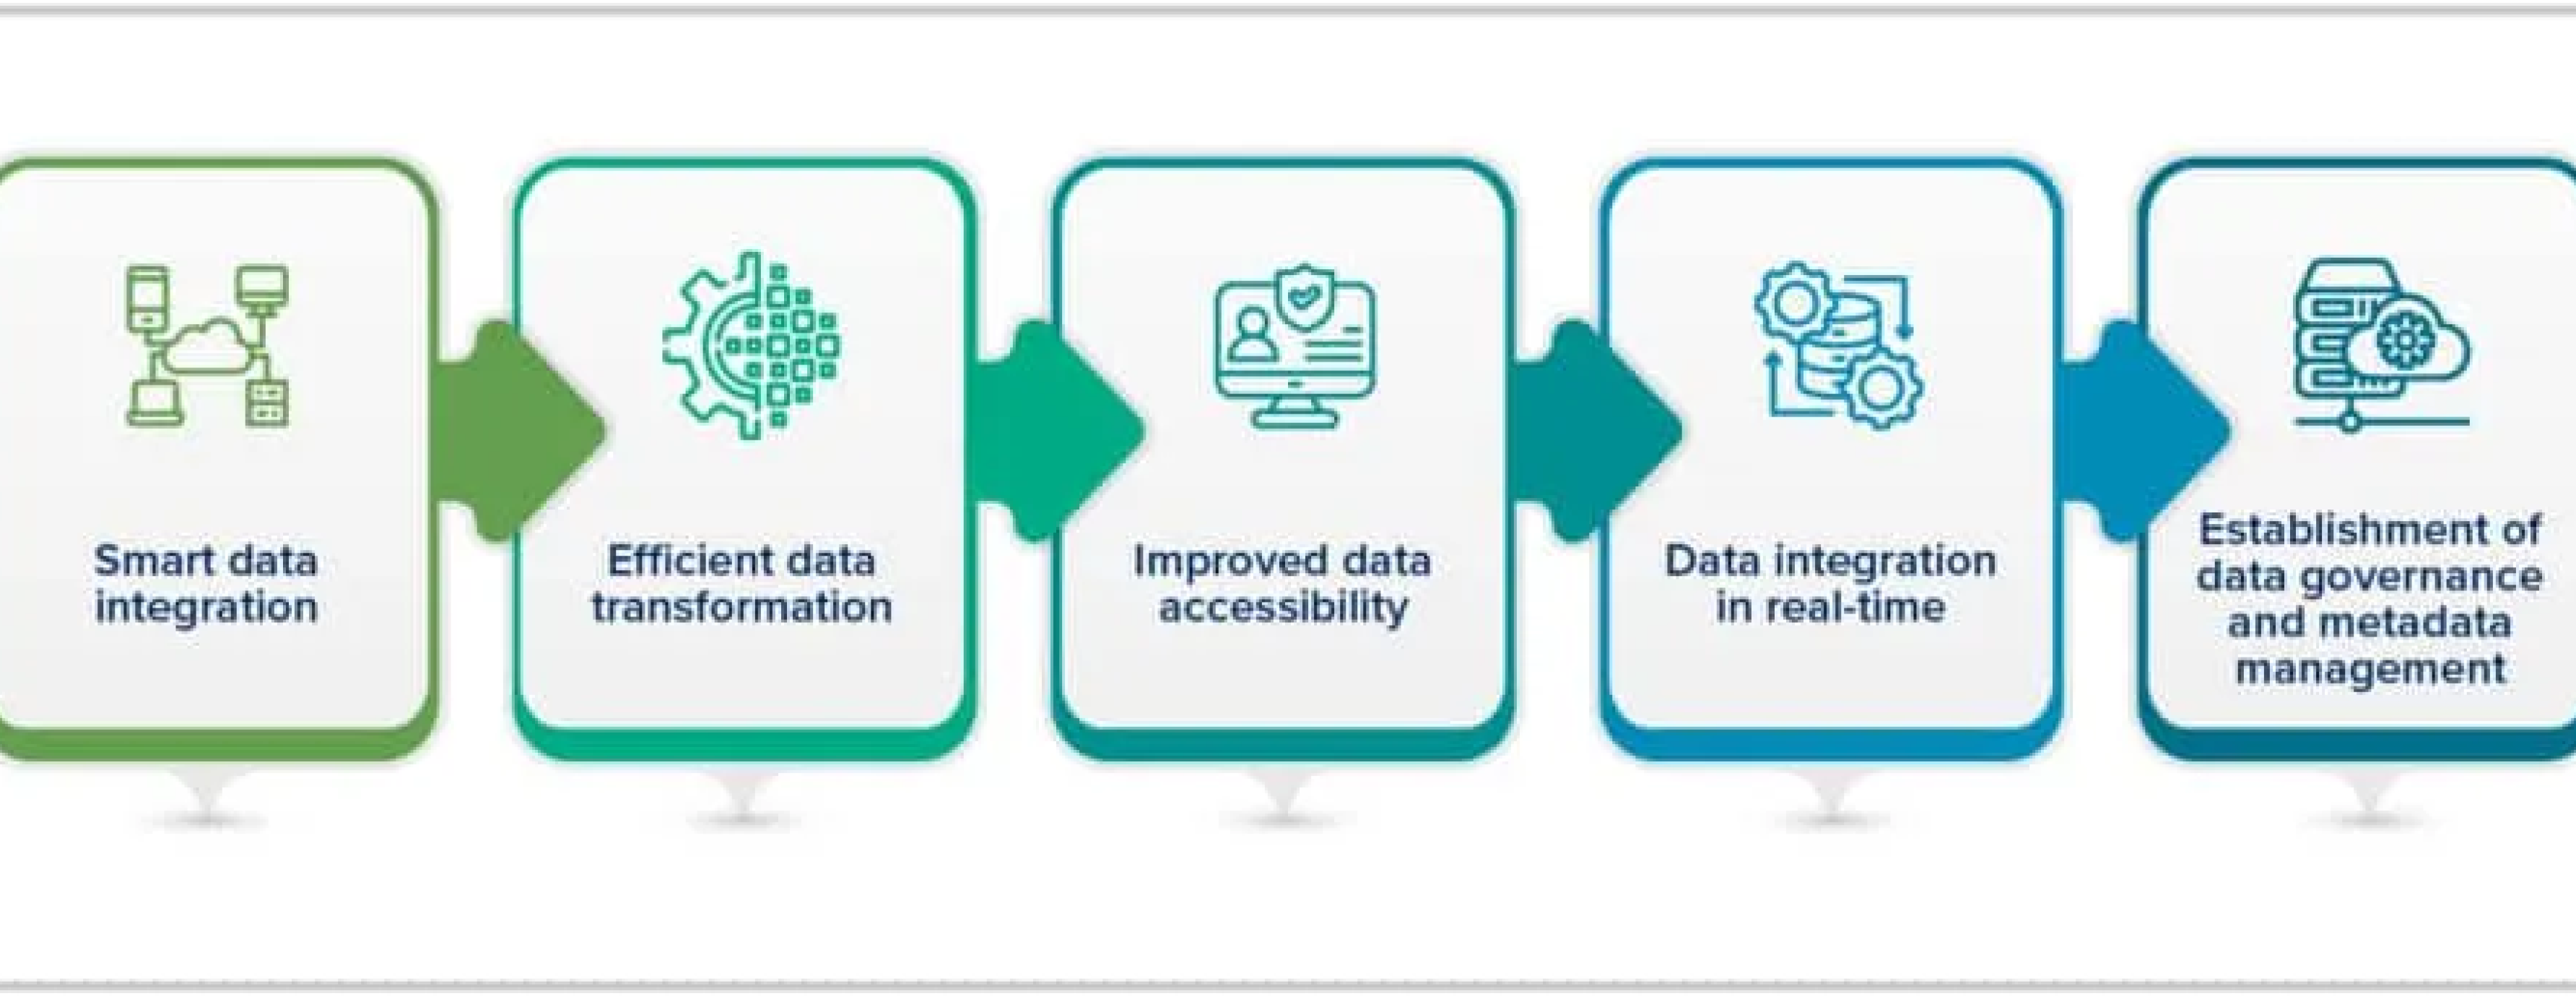 Smart data
integration
Efficient data
transformation
Improved data
accessibility
Data integration
in real-time
Establishment of
data governance
and metadata
management